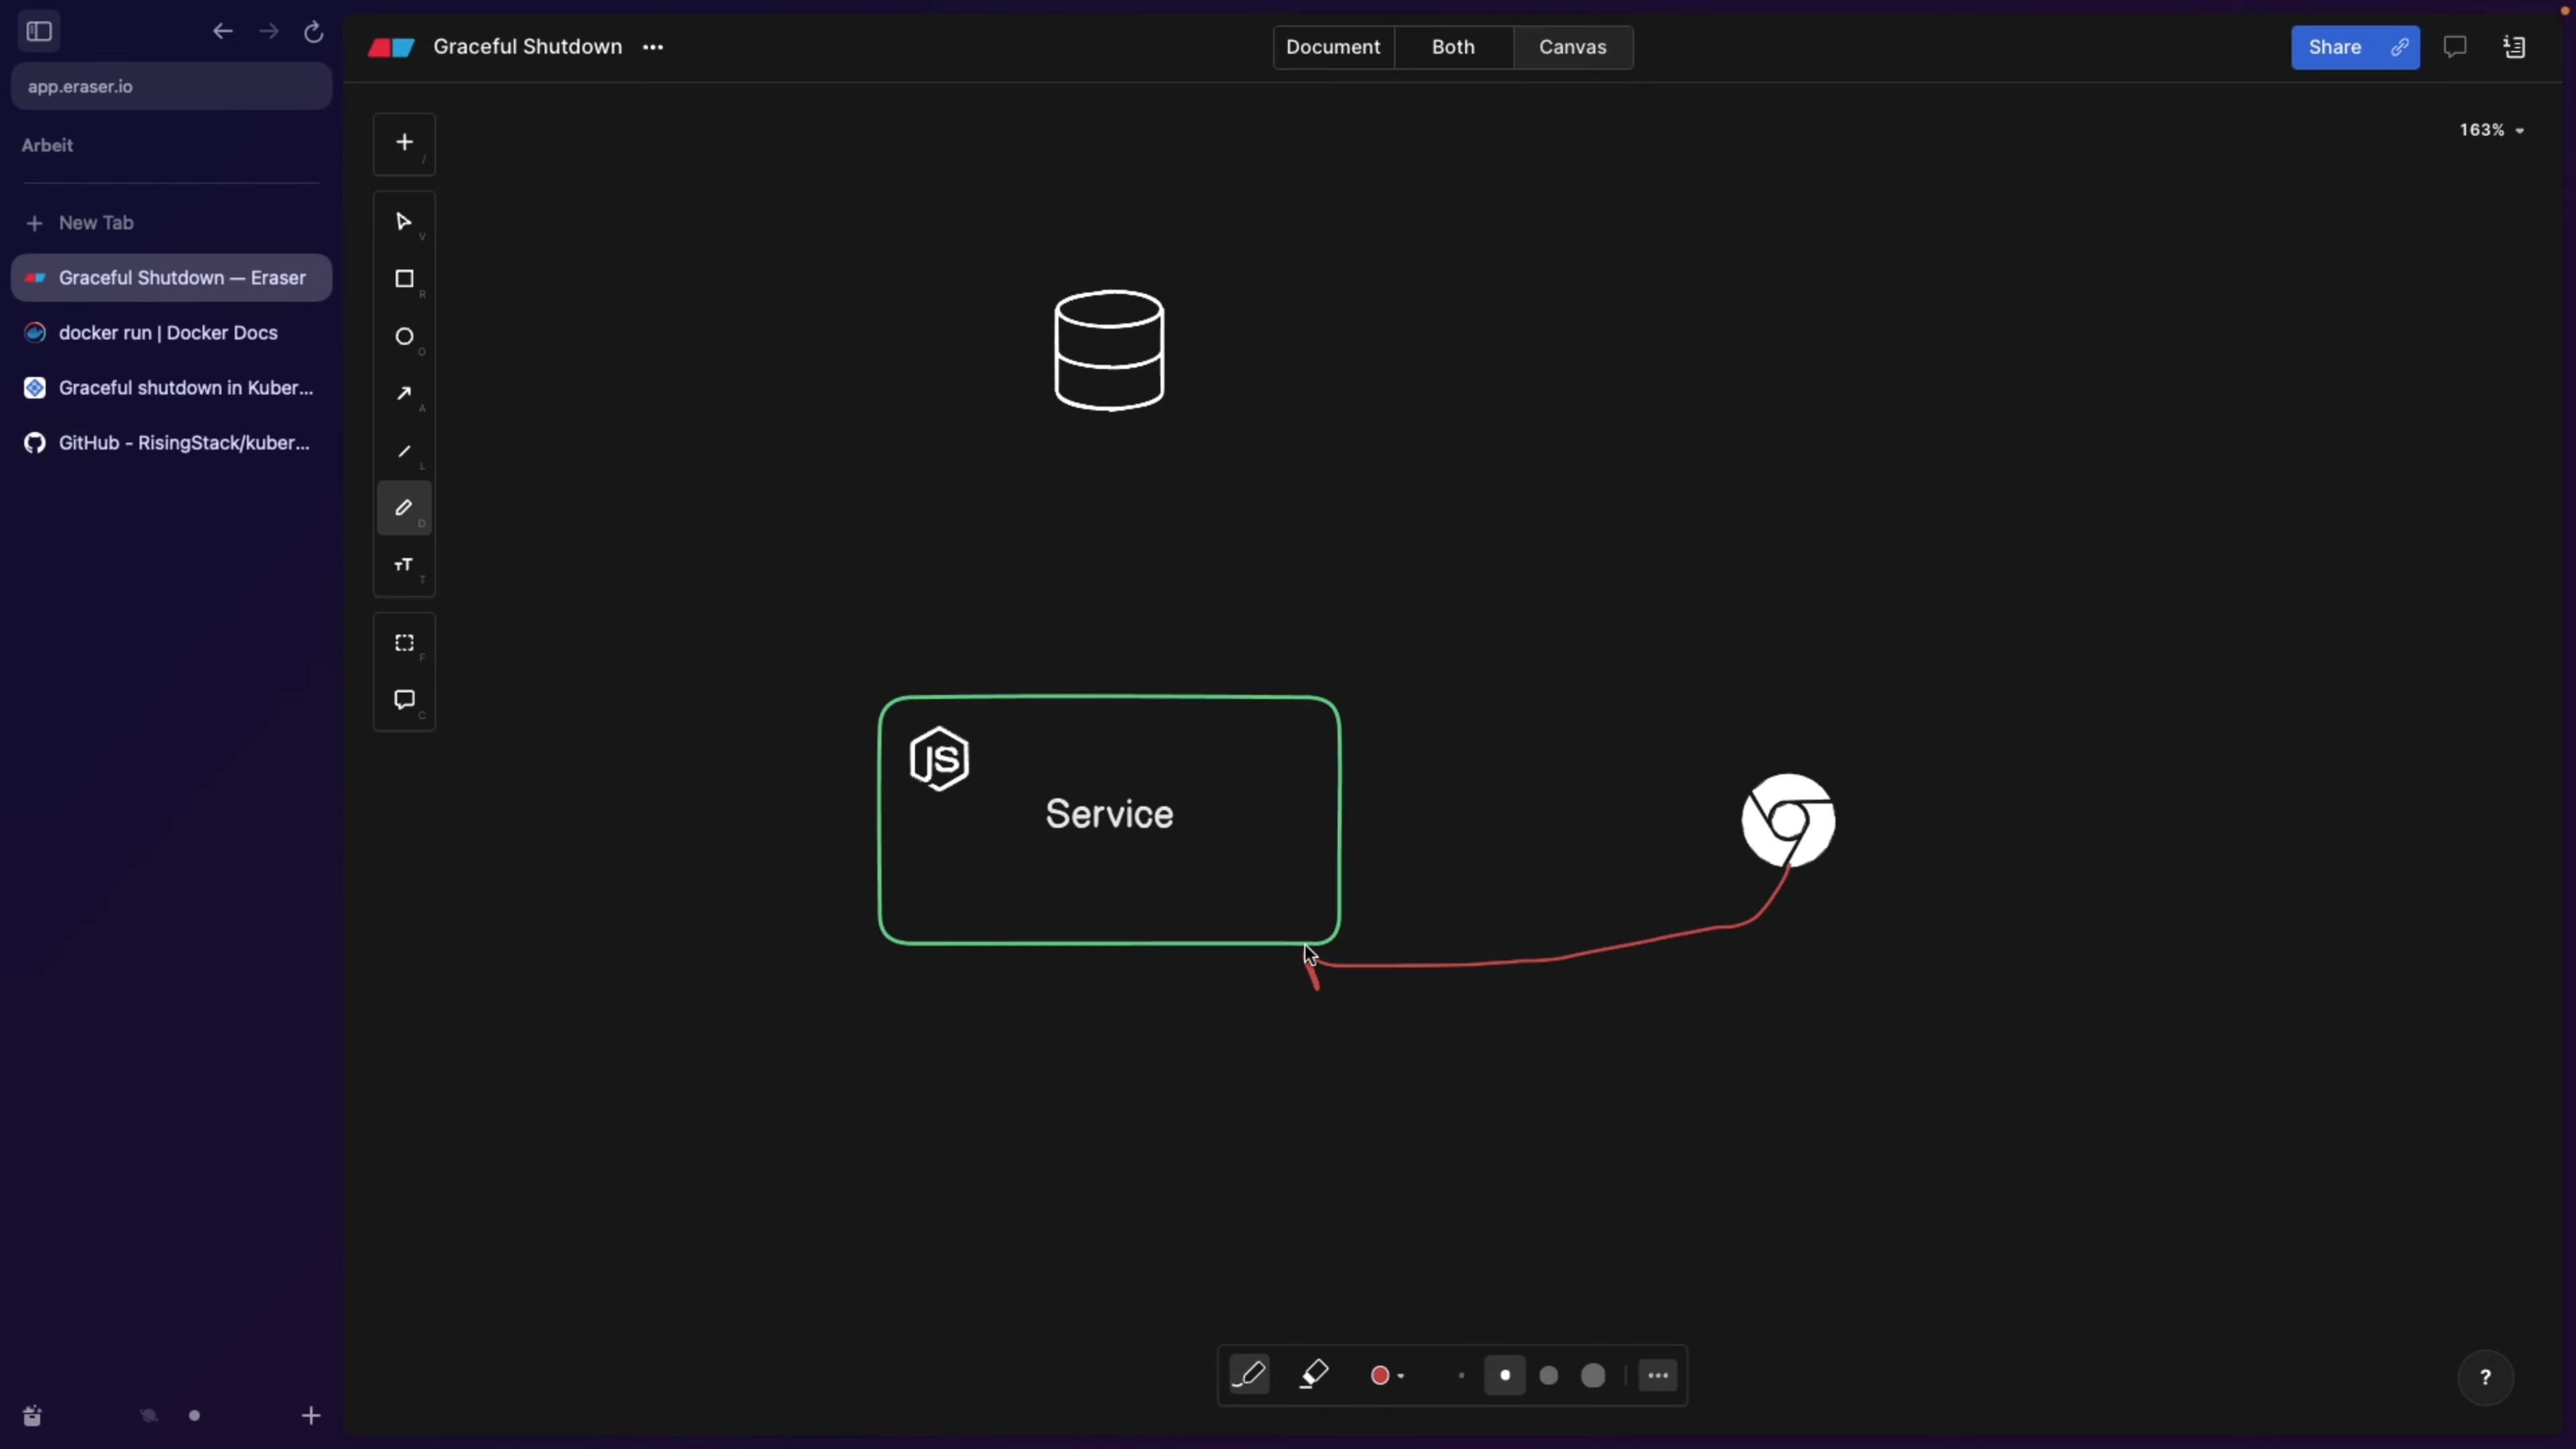 Graceful Shutdown
Document
Both
Canvas
Share
app.eraser.io
Arbeit
163%
New Tab
Graceful Shutdown — Eraser
docker run | Docker Docs
Graceful shutdown in Kuber...
GitHub - RisingStack/kuber...
/
V
R
O
A
L
D
T
F
C
JS
Service
?